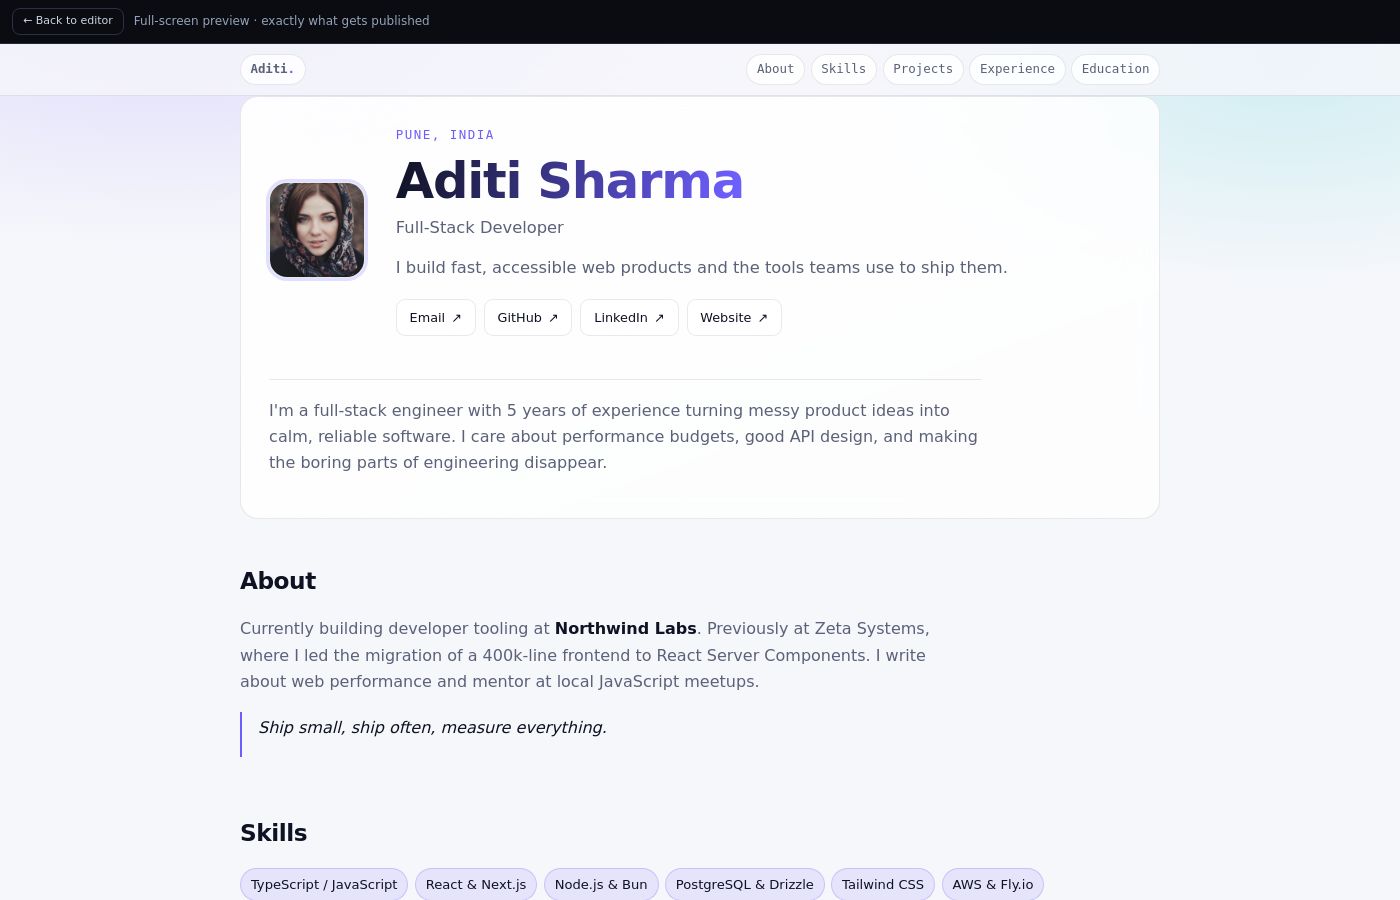 ← Back to editor
Full-screen preview · exactly what gets published
Aditi.
About
Skills
Projects
Experience
Education
PUNE, INDIA
Aditi Sharma
Full-Stack Developer
I build fast, accessible web products and the tools teams use to ship them.
Email ↗
GitHub ↗
LinkedIn ↗
Website ↗
I'm a full-stack engineer with 5 years of experience turning messy product ideas into
calm, reliable software. I care about performance budgets, good API design, and making
the boring parts of engineering disappear.
About
Currently building developer tooling at Northwind Labs. Previously at Zeta Systems,
where I led the migration of a 400k-line frontend to React Server Components. I write
about web performance and mentor at local JavaScript meetups.
Ship small, ship often, measure everything.
Skills
TypeScript / JavaScript
React & Next.js
Node.js & Bun
PostgreSQL & Drizzle
Tailwind CSS
AWS & Fly.io